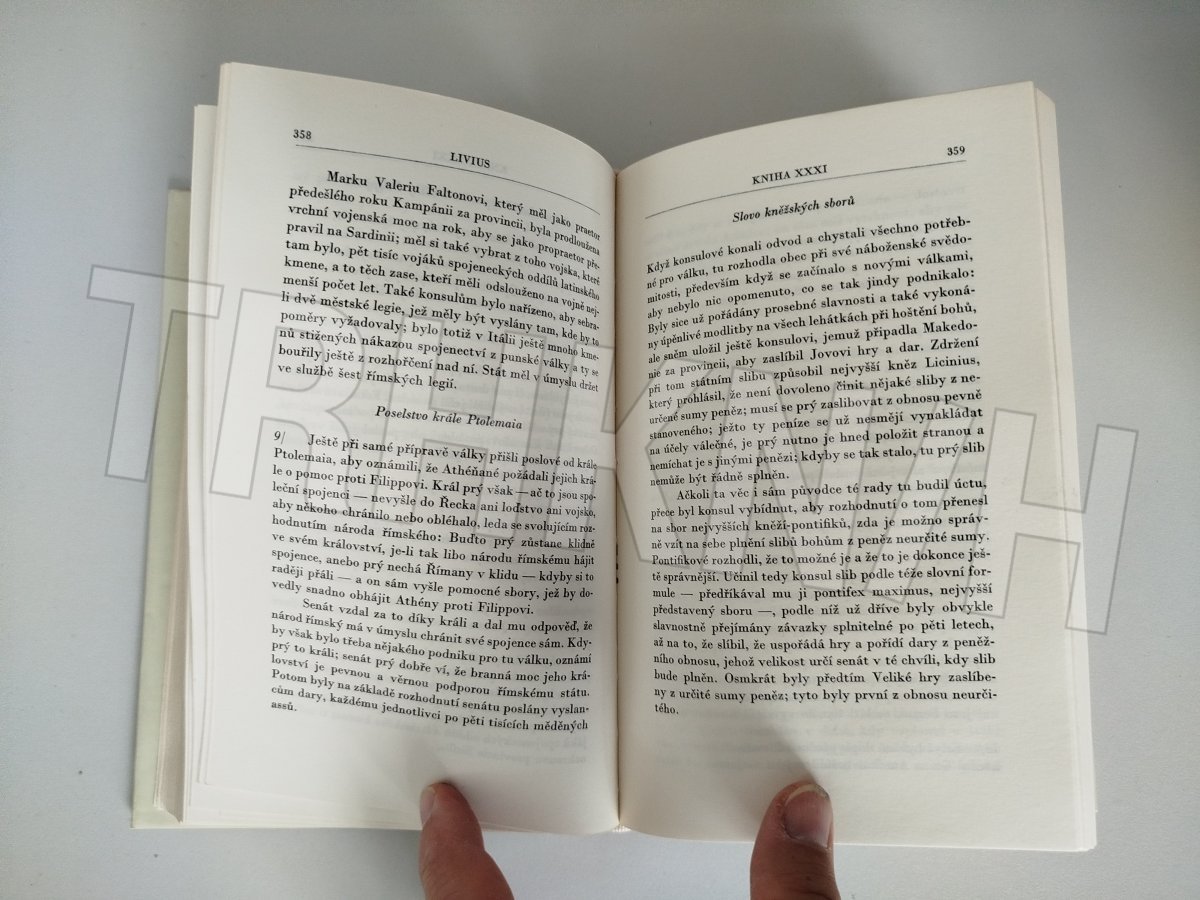 358
LIVIUS
Marku Valeriu Faltonovi, který měl jako praetor
předešlého roku Kampánii za provincii, byla prodloužena
vrchní vojenská moc na rok, aby se jako propraetor pře-
pravil na Sardinii; měl si také vybrat z toho vojska, které
tam bylo, pět tisíc vojáků spojeneckých oddílů latinského
kmene, a to těch zase, kteří měli odslouženo na vojně nej-
menší počet let. Také konsulům bylo nařízeno, aby sebra-
li dvě městské legie, jež měly být vyslány tam, kde by to
poměry vyžadovaly; bylo totiž v Itálii ještě mnoho kme-
nů stižených nákazou spojenectví z punské války a ty se
bouřily ještě z rozhořčení nad ní. Stát měl v úmyslu držet
ve službě šest římských legií.
Poselstvo krále Ptolemaia
9/ Ještě při samé přípravě války přišli poslové od krále
Ptolemaia, aby oznámili, že Athéňané požádali jejich krá-
le o pomoc proti Filippovi. Král prý však — ač to jsou spo-
leční spojenci — nevyšle do Řecka ani loďstvo ani vojsko,
aby někoho chránilo nebo obléhalo, leda se svolujícím roz-
hodnutím národa římského: Buďto prý zůstane klidně
ve svém království, je-li tak libo národu římskému hájit
spojence, anebo prý nechá Římany v klidu — kdyby si to
raději přáli — a on sám vyšle pomocné sbory, jež by do-
vedly snadno obhájit Athény proti Filippovi.
Senát vzdal za to díky králi a dal mu odpověď, že
národ římský má v úmyslu chránit své spojence sám. Kdy-
by však bylo třeba nějakého podniku pro tu válku, oznámí
prý to králi; senát prý dobře ví, že branná moc jeho krá-
lovství je pevnou a věrnou podporou římskému státu.
Potom byly na základě rozhodnutí senátu poslány vyslan-
cům dary, každému jednotlivci po pěti tisících měděných
assů.
359
KNIHA XXXI
Slovo kněžských sborů
Když konsulové konali odvod a chystali všechno potřeb-
né pro válku, tu rozhodla obec při své náboženské svědo-
mitosti, především když se začínalo s novými válkami,
aby nebylo nic opomenuto, co se tak jindy podnikalo:
Byly sice už pořádány prosebné slavnosti a také vykoná-
ny úpěnlivé modlitby na všech lehátkách při hoštění bohů,
ale sněm uložil ještě konsulovi, jemuž připadla Makedo-
nie za provincii, aby zaslíbil Jovovi hry a dar. Zdržení
při tom státním slibu způsobil nejvyšší kněz Licinius,
který prohlásil, že není dovoleno činit nějaké sliby z ne-
určené sumy peněz; musí se prý zaslibovat z obnosu pevně
stanoveného; ježto ty peníze se už nesmějí vynakládat
na účely válečné, je prý nutno je hned položit stranou a
nemíchat je s jinými penězi; kdyby se tak stalo, tu prý slib
nemůže být řádně splněn.
Ačkoli ta věc i sám původce té rady tu budil úctu,
přece byl konsul vybídnut, aby rozhodnutí o tom přenesl
na sbor nejvyšších kněží-pontifiků, zda je možno správ-
ně vzít na sebe plnění slibů bohům z peněz neurčité sumy.
Pontifikové rozhodli, že to možné je a že to je dokonce ješ-
tě správnější. Učinil tedy konsul slib podle téže slovní for-
mule — předříkával mu ji pontifex maximus, nejvyšší
představený sboru —, podle níž už dříve byly obvykle
slavnostně přejímány závazky splnitelné po pěti letech,
až na to, že slíbil, že uspořádá hry a pořídí dary z peněž-
ního obnosu, jehož velikost určí senát v té chvíli, kdy slib
bude plněn. Osmkrát byly předtím Veliké hry zaslíbe-
ny z určité sumy peněz; tyto byly první z obnosu neurči-
tého.